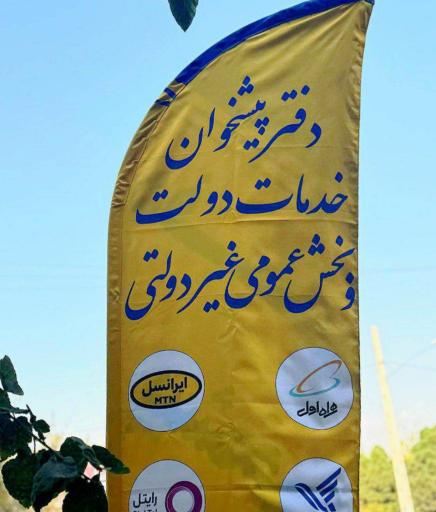 دفتر پیشخوان
خدمات دولت
و بخش عمومی غیر دولتی
ایرانسل
MTN
همراه اول
رایتل